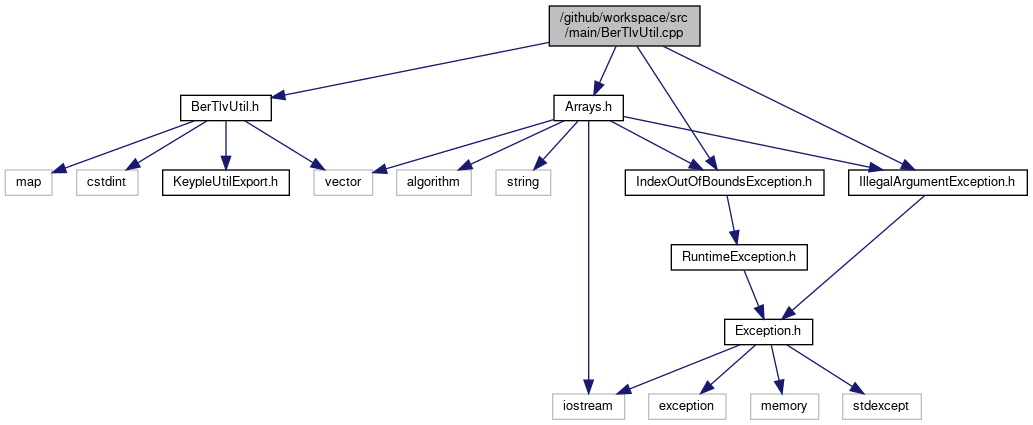 /github/workspace/src
/main/BerTlvUtil.cpp
BerTlvUtil.h
Arrays.h
map
cstdint
KeypleUtilExport.h
vector
algorithm
string
IndexOutOfBoundsException.h
IllegalArgumentException.h
RuntimeException.h
Exception.h
iostream
exception
memory
stdexcept